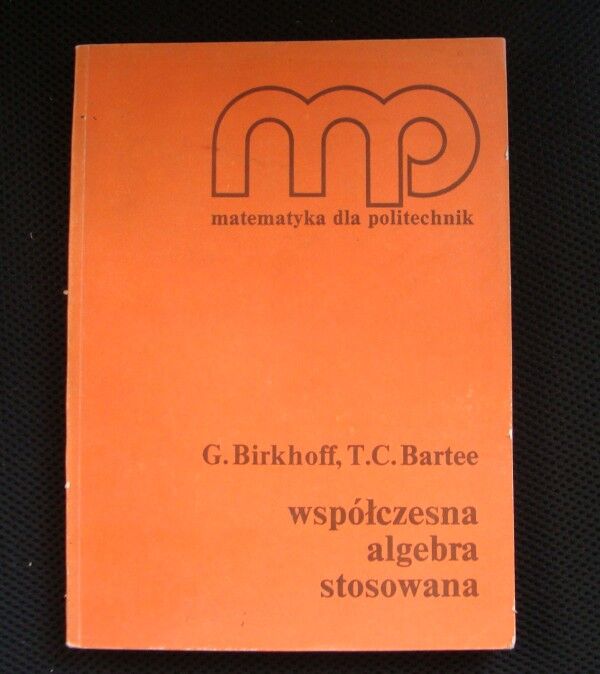 mp
matematyka dla politechnik
G. Birkhoff, T. C. Bartee
współczesna
algebra
stosowana